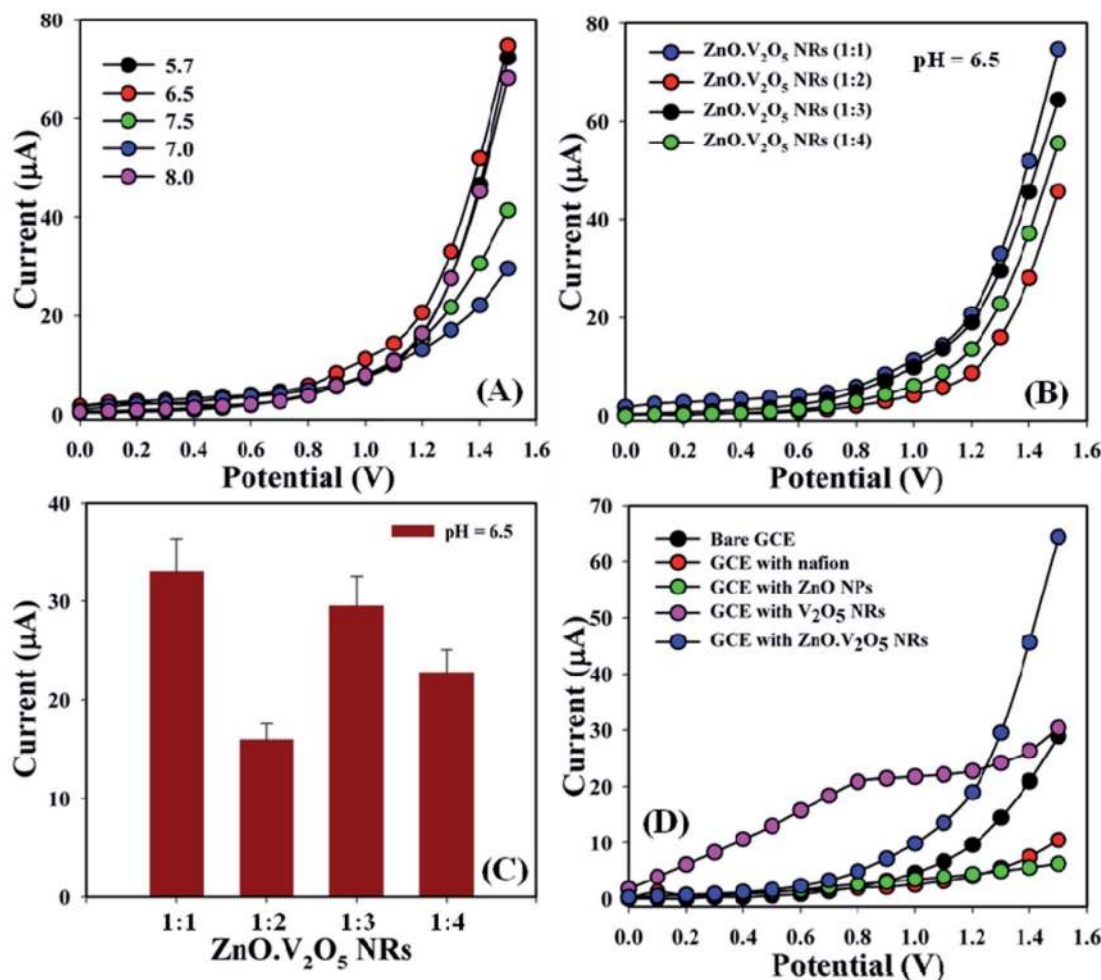 80
60
40
20
0
Current (µA)
5.7
6.5
7.5
7.0
8.0
(A)
0.0 0.2 0.4 0.6 0.8 1.0 1.2 1.4 1.6
Potential (V)
80
60
40
20
0
Current (µA)
ZnO.V₂O₅ NRs (1:1)
ZnO.V₂O₅ NRs (1:2)
ZnO.V₂O₅ NRs (1:3)
ZnO.V₂O₅ NRs (1:4)
pH = 6.5
(B)
0.0 0.2 0.4 0.6 0.8 1.0 1.2 1.4 1.6
Potential (V)
40
30
20
10
0
Current (µA)
pH = 6.5
(C)
1:1 1:2 1:3 1:4
ZnO.V₂O₅ NRs
70
60
50
40
30
20
10
0
Current (µA)
Bare GCE
GCE with nafion
GCE with ZnO NPs
GCE with V₂O₅ NRs
GCE with ZnO.V₂O₅ NRs
(D)
0.0 0.2 0.4 0.6 0.8 1.0 1.2 1.4 1.6
Potential (V)